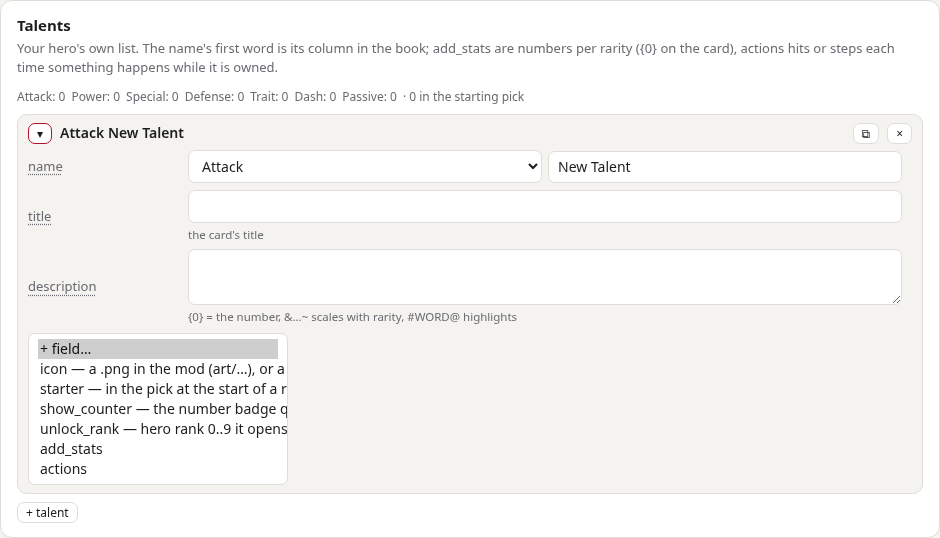 Talents
Your hero's own list. The name's first word is its column in the book; add_stats are numbers per rarity ({0} on the card), actions hits or steps each
time something happens while it is owned.
Attack: 0 Power: 0 Special: 0 Defense: 0 Trait: 0 Dash: 0 Passive: 0 · 0 in the starting pick
▾ Attack New Talent ⧉ ×
name Attack New Talent
title
the card's title
description
{0} = the number, &...~ scales with rarity, #WORD@ highlights
+ field...
icon — a .png in the mod (art/...), or a
starter — in the pick at the start of a r
show_counter — the number badge q
unlock_rank — hero rank 0..9 it opens
add_stats
actions
+ talent